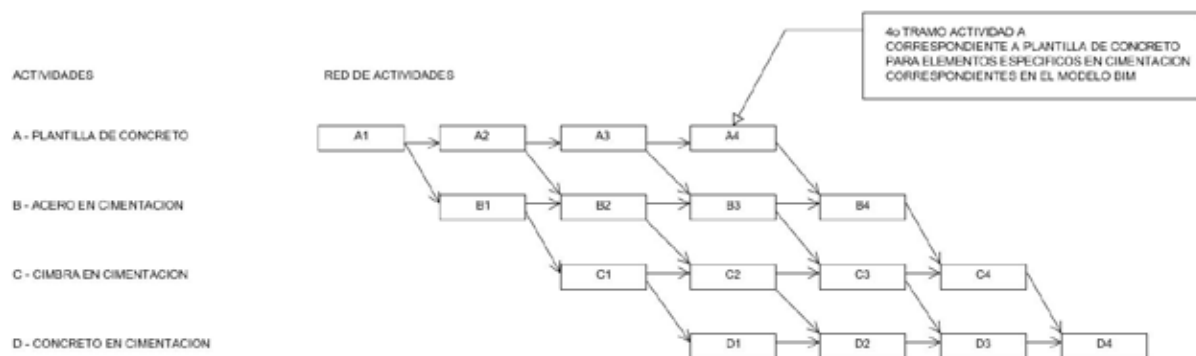 4o TRAMO ACTIVIDAD A
CORRESPONDIENTE A PLANTILLA DE CONCRETO
PARA ELEMENTOS ESPECIFICOS EN CIMENTACION
CORRESPONDIENTES EN EL MODELO BIM
ACTIVIDADES
RED DE ACTIVIDADES
A - PLANTILLA DE CONCRETO
A1
A2
A3
A4
B - ACERO EN CIMENTACION
B1
B2
B3
B4
C - CIMBRA EN CIMENTACION
C1
C2
C3
C4
D - CONCRETO EN CIMENTACION
D1
D2
D3
D4